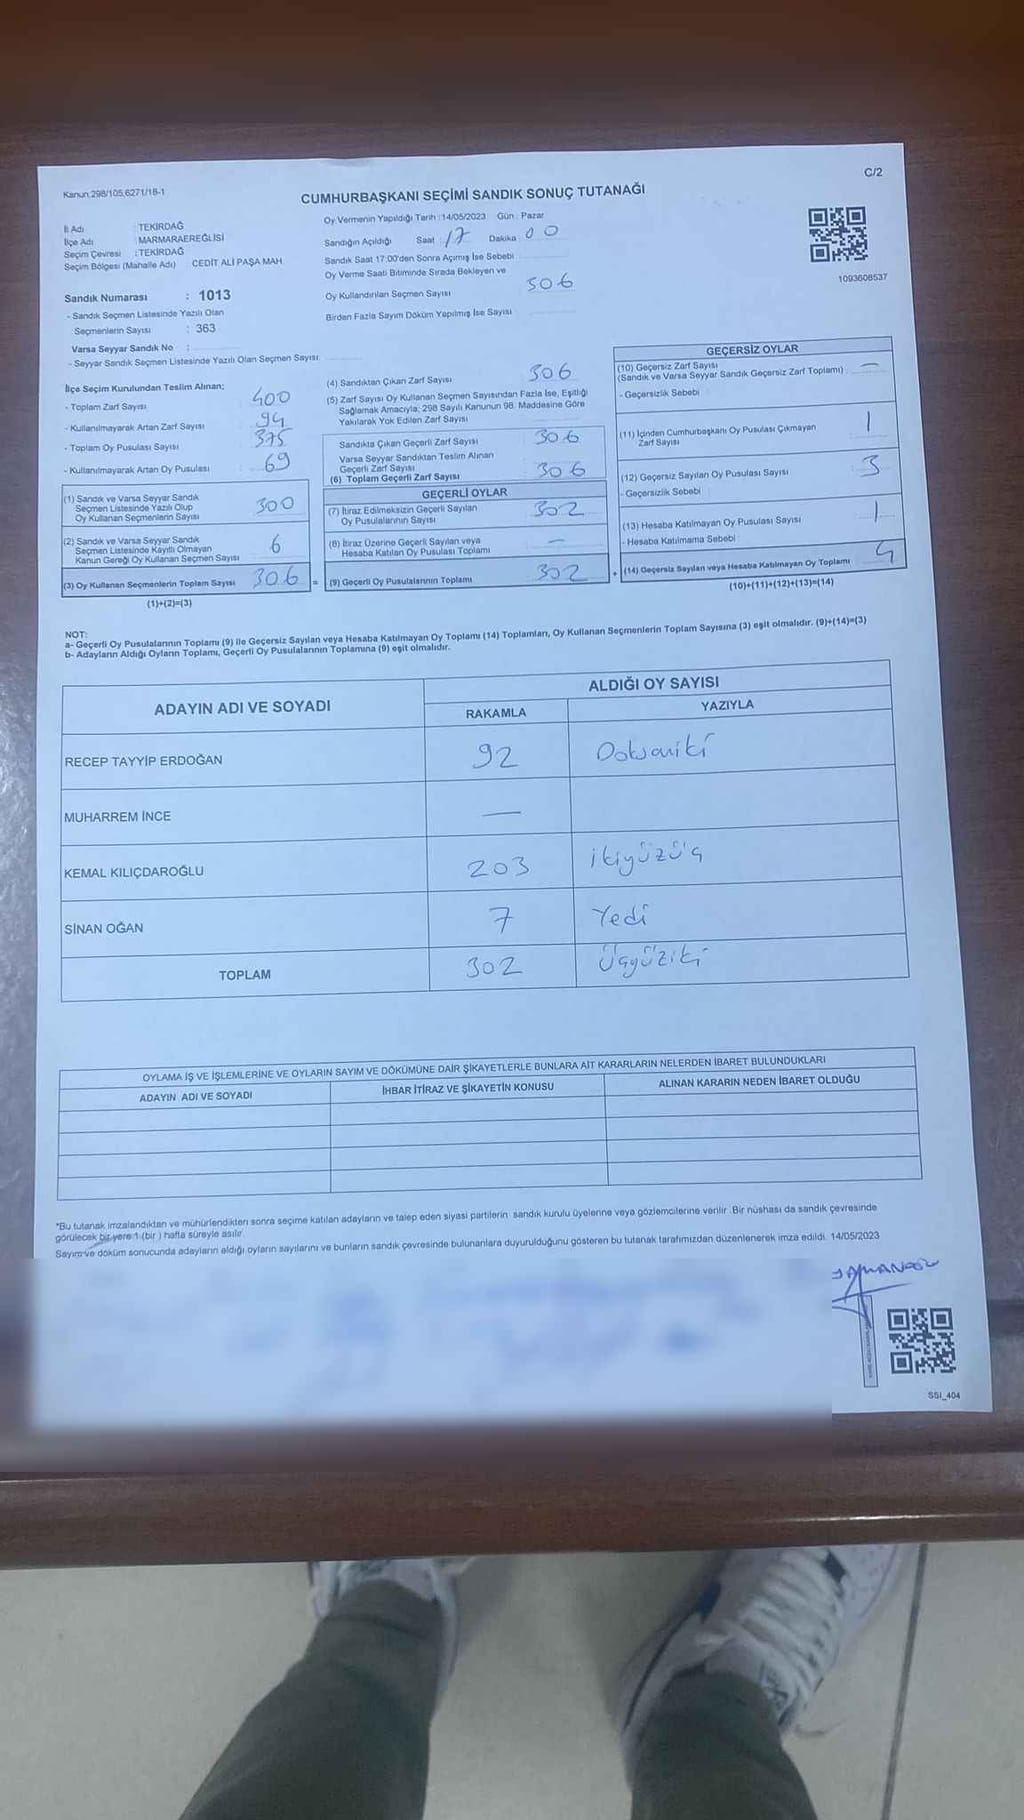 Kanun 298/105,6271/18-1
C/2
CUMHURBAŞKANI SEÇİMİ SANDIK SONUÇ TUTANAĞI
İl Adı : TEKİRDAĞ
İlçe Adı : MARMARAEREĞLİSİ
Seçim Çevresi : TEKİRDAĞ
Seçim Bölgesi (Mahalle Adı) CEDİT ALİ PAŞA MAH.
Sandık Numarası : 1013
- Sandık Seçmen Listesinde Yazılı Olan
Seçmenlerin Sayısı : 363
Varsa Seyyar Sandık No :
- Seyyar Sandık Seçmen Listesinde Yazılı Olan Seçmen Sayısı:
Oy Vermenin Yapıldığı Tarih : 14/05/2023 Gün : Pazar
Sandığın Açıldığı Saat 17 Dakika 00
Sandık Saat 17:00'den Sonra Açımış İse Sebebi
Oy Verme Saati Bitiminde Sırada Bekleyen ve
Oy Kullandırılan Seçmen Sayısı 306
Birden Fazla Sayım Döküm Yapılmış İse Sayısı
1093608537
İlçe Seçim Kurulundan Teslim Alınan;
- Toplam Zarf Sayısı 400
- Kullanılmayarak Artan Zarf Sayısı 94
- Toplam Oy Pusulası Sayısı 375
- Kullanılmayarak Artan Oy Pusulası 69
(1) Sandık ve Varsa Seyyar Sandık
Seçmen Listesinde Yazılı Olup
Oy Kullanan Seçmenlerin Sayısı 300
(2) Sandık ve Varsa Seyyar Sandık
Seçmen Listesinde Kayıtlı Olmayan
Kanun Gereği Oy Kullanan Seçmen Sayısı 6
(3) Oy Kullanan Seçmenlerin Toplam Sayısı 306
(1)+(2)=(3)
(4) Sandıktan Çıkan Zarf Sayısı 306
(5) Zarf Sayısı Oy Kullanan Seçmen Sayısından Fazla İse, Eşitliği
Sağlamak Amacıyla; 298 Sayılı Kanunun 98. Maddesine Göre
Yakılarak Yok Edilen Zarf Sayısı
Sandıkta Çıkan Geçerli Zarf Sayısı 306
Varsa Seyyar Sandıktan Teslim Alınan
Geçerli Zarf Sayısı
(6) Toplam Geçerli Zarf Sayısı 306
GEÇERLİ OYLAR
(7) İtiraz Edilmeksizin Geçerli Sayılan
Oy Pusulalarının Sayısı 302
(8) İtiraz Üzerine Geçerli Sayılan veya
Hesaba Katılan Oy Pusulası Toplamı —
= (9) Geçerli Oy Pusulalarının Toplamı 302
GEÇERSİZ OYLAR
(10) Geçersiz Zarf Sayısı —
(Sandık ve Varsa Seyyar Sandık Geçersiz Zarf Toplamı)
- Geçersizlik Sebebi
(11) İçinden Cumhurbaşkanı Oy Pusulası Çıkmayan
Zarf Sayısı 1
(12) Geçersiz Sayılan Oy Pusulası Sayısı 3
- Geçersizlik Sebebi
(13) Hesaba Katılmayan Oy Pusulası Sayısı 1
- Hesaba Katılmama Sebebi :
+ (14) Geçersiz Sayılan veya Hesaba Katılmayan Oy Toplamı 4
(10)+(11)+(12)+(13)=(14)
NOT:
a- Geçerli Oy Pusulalarının Toplamı (9) ile Geçersiz Sayılan veya Hesaba Katılmayan Oy Toplamı (14) Toplamları, Oy Kullanan Seçmenlerin Toplam Sayısına (3) eşit olmalıdır. (9)+(14)=(3)
b- Adayların Aldığı Oyların Toplamı, Geçerli Oy Pusulalarının Toplamına (9) eşit olmalıdır.
ADAYIN ADI VE SOYADI
ALDIĞI OY SAYISI
RAKAMLA YAZIYLA
RECEP TAYYİP ERDOĞAN 92 Doksaniki
MUHARREM İNCE —
KEMAL KILIÇDAROĞLU 203 ikiyüzüç
SİNAN OĞAN 7 Yedi
TOPLAM 302 Üçyüziki
OYLAMA İŞ VE İŞLEMLERİNE VE OYLARIN SAYIM VE DÖKÜMÜNE DAİR ŞİKAYETLERLE BUNLARA AİT KARARLARIN NELERDEN İBARET BULUNDUKLARI
ADAYIN ADI VE SOYADI İHBAR İTİRAZ VE ŞİKAYETİN KONUSU ALINAN KARARIN NEDEN İBARET OLDUĞU
*Bu tutanak imzalandıktan ve mühürlendikten sonra seçime katılan adayların ve talep eden siyasi partilerin sandık kurulu üyelerine veya gözlemcilerine verilir. Bir nüshası da sandık çevresinde
görülecek bir yere 1 (bir ) hafta süreyle asılır.
Sayım ve döküm sonucunda adayların aldığı oyların sayılarını ve bunların sandık çevresinde bulunanlara duyurulduğunu gösteren bu tutanak tarafımızdan düzenlenerek imza edildi. 14/05/2023
SSI_404